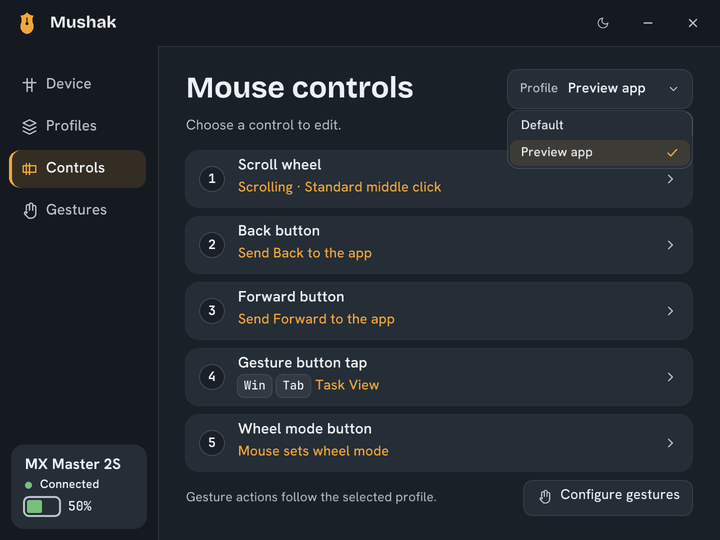 Mushak
Device
Profiles
Controls
Gestures
MX Master 2S
Connected
50%
Mouse controls
Choose a control to edit.
Profile Preview app
Default
Preview app
1
Scroll wheel
Scrolling · Standard middle click
2
Back button
Send Back to the app
3
Forward button
Send Forward to the app
4
Gesture button tap
Win Tab Task View
5
Wheel mode button
Mouse sets wheel mode
Gesture actions follow the selected profile.
Configure gestures